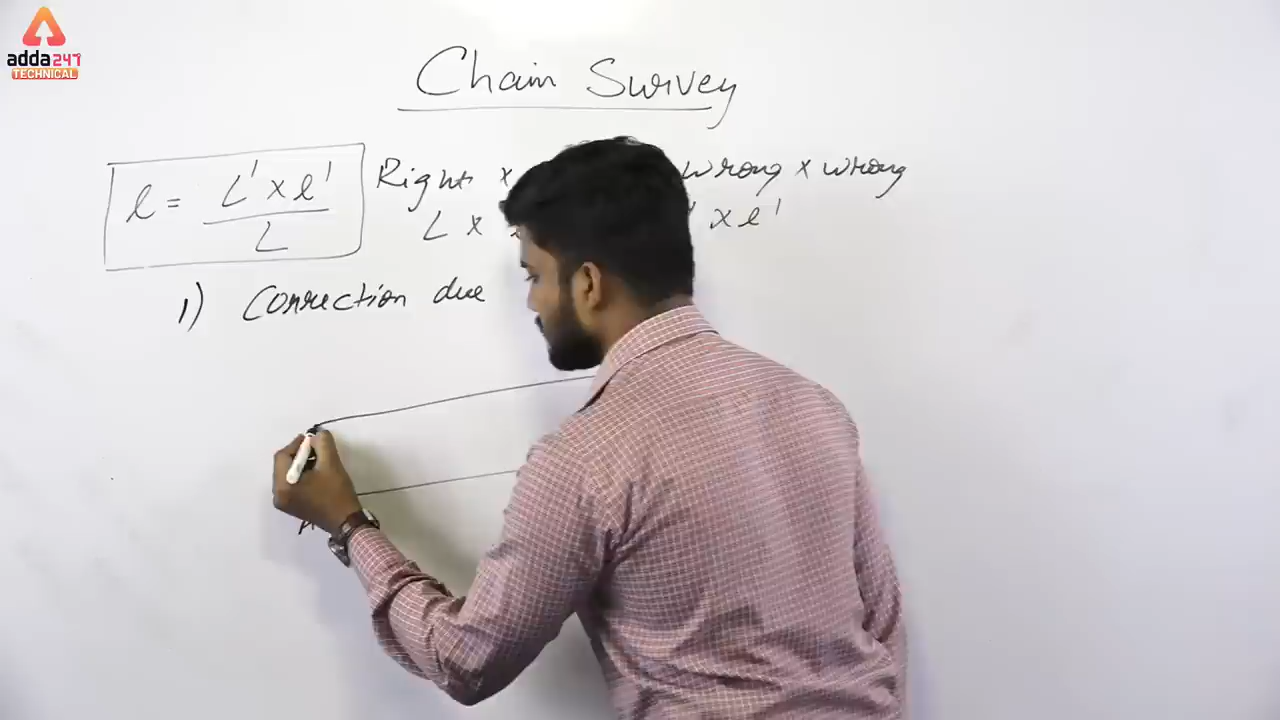 adda247
TECHNICAL
Chain Survey
l = L' x l' / L
Right x wrong x wrong
L x ' x l'
1) Correction due
A